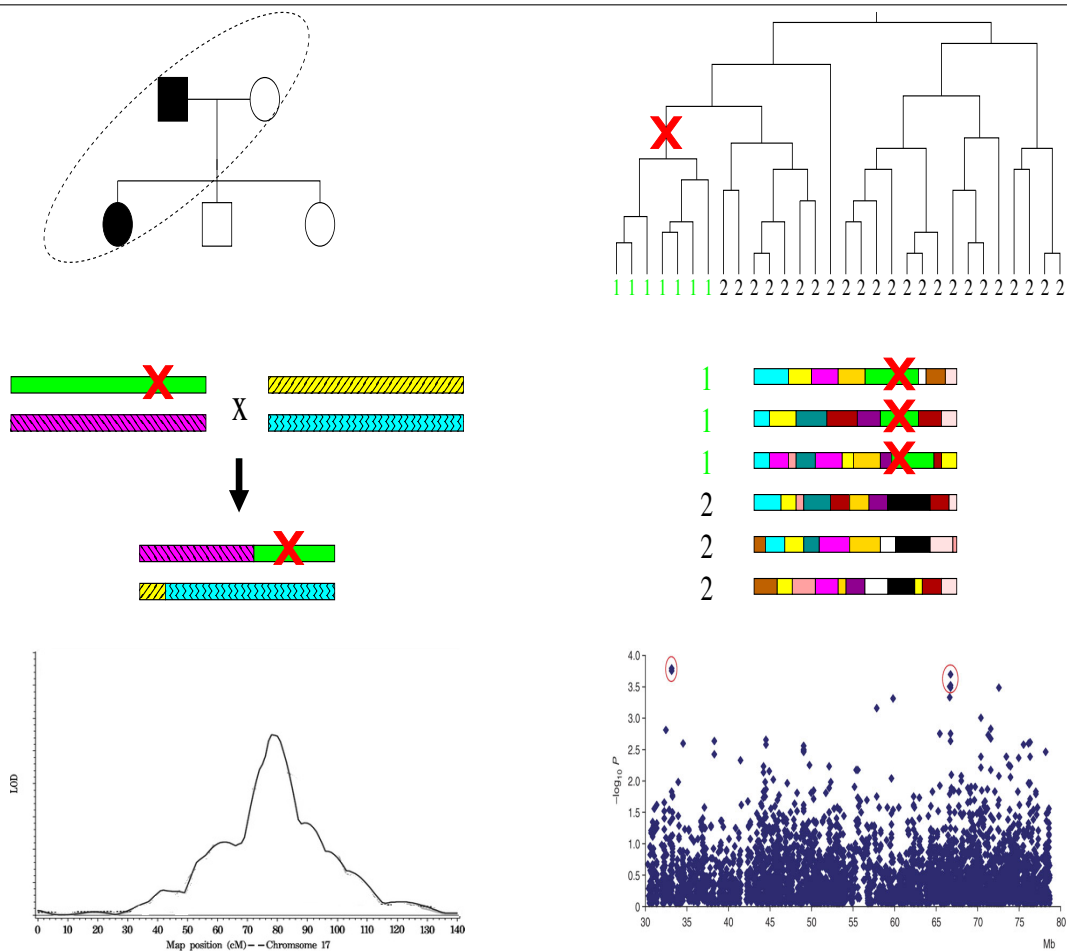 X
1 1 1 1 1 1 1 2 2 2 2 2 2 2 2 2 2 2 2 2 2 2 2 2 2 2 2 2 2 2
X
X
X
1 X
1 X
1 X
2
2
2
LOD
0 10 20 30 40 50 60 70 80 90 100 110 120 130 140
Map position (cM)--Chromsome 17
4.0
3.5
3.0
2.5
2.0
1.5
1.0
0.5
0
−log₁₀ P
30 35 40 45 50 55 60 65 70 75 80
Mb